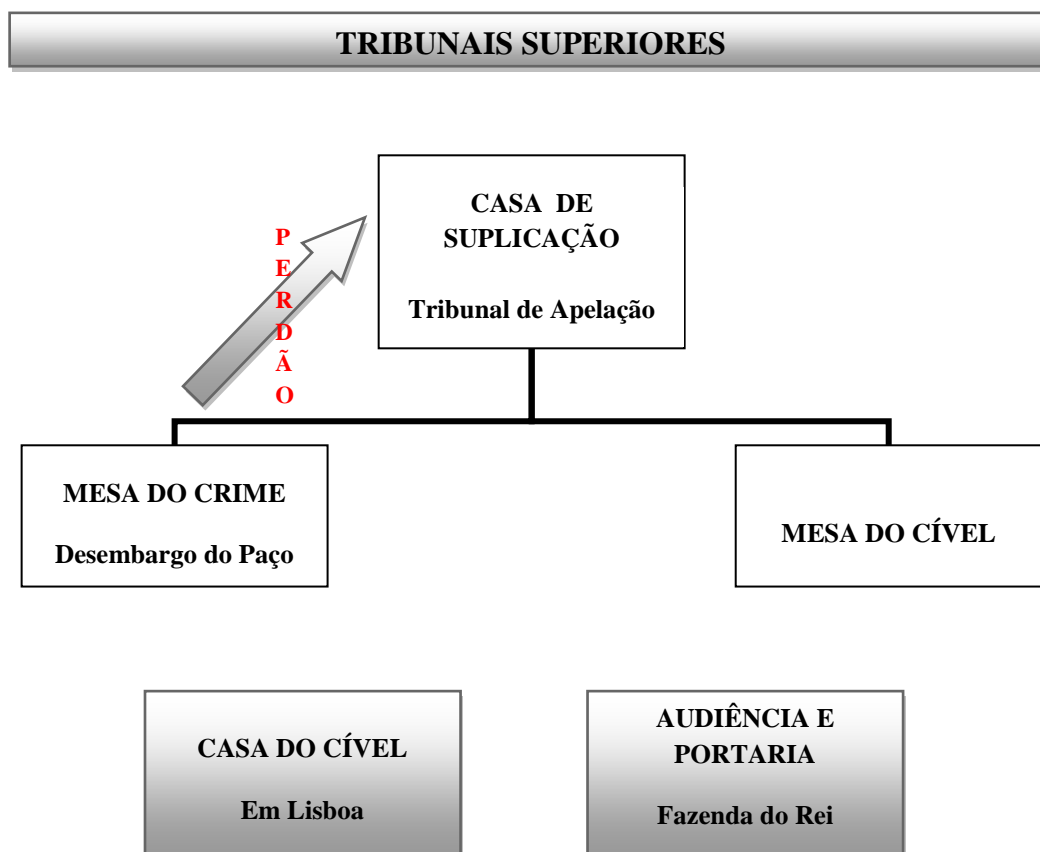 TRIBUNAIS SUPERIORES
CASA DE
SUPLICAÇÃO
Tribunal de Apelação
P
E
R
D
Ã
O
MESA DO CRIME
Desembargo do Paço
MESA DO CÍVEL
CASA DO CÍVEL
Em Lisboa
AUDIÊNCIA E
PORTARIA
Fazenda do Rei